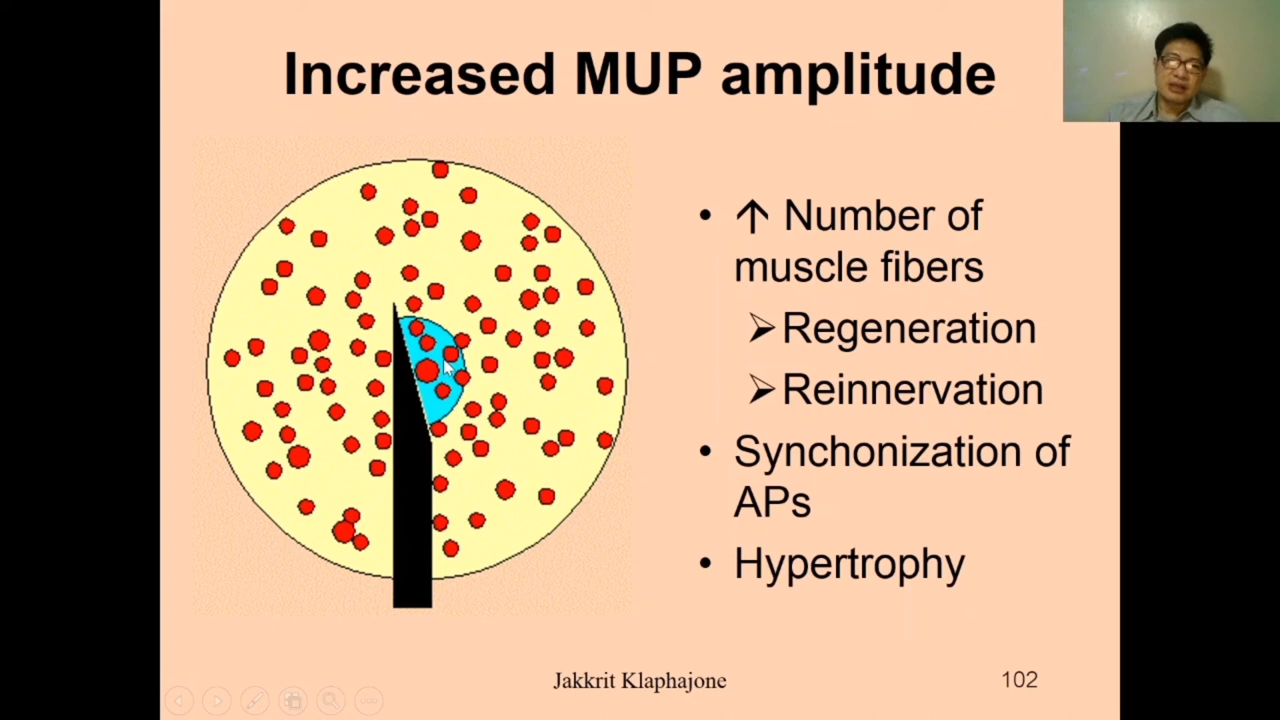 Increased MUP amplitude
• ↑ Number of
muscle fibers
➢ Regeneration
➢ Reinnervation
• Synchonization of
APs
• Hypertrophy
Jakkrit Klaphajone
102